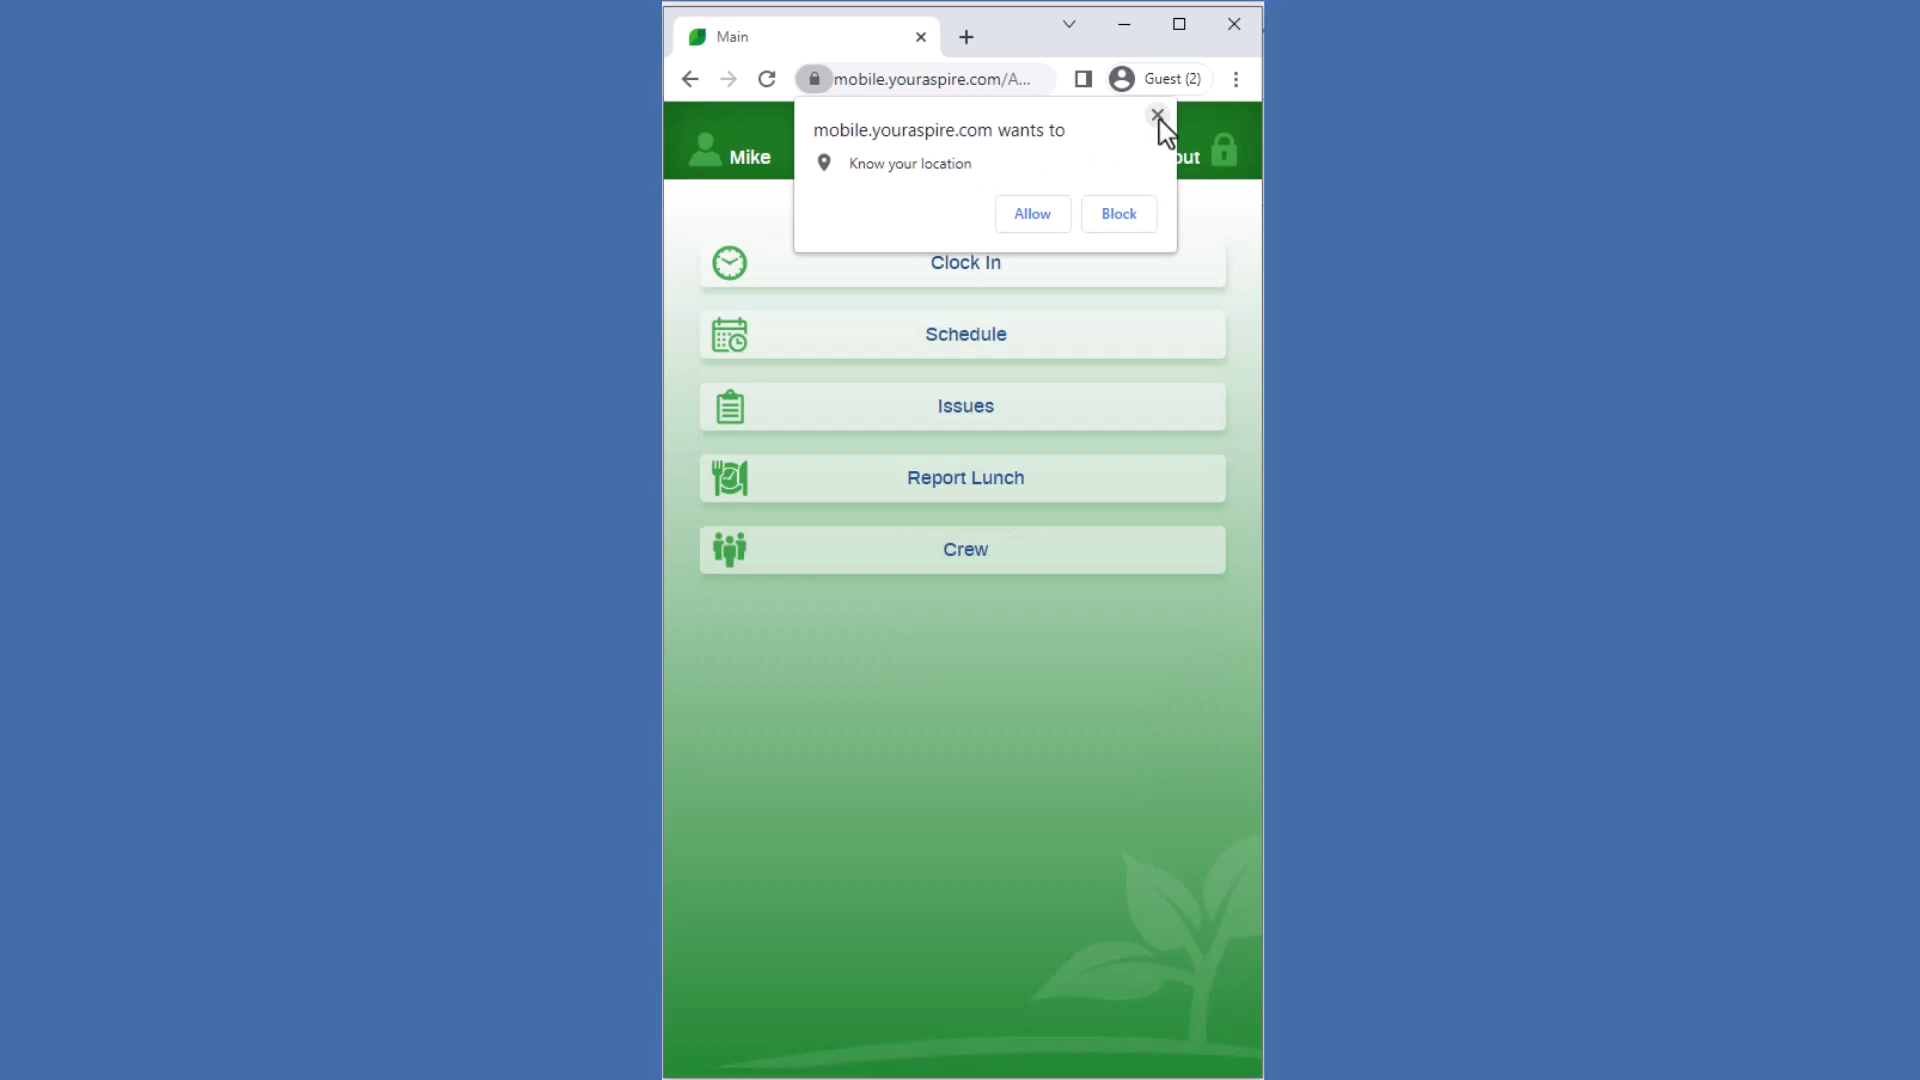 Main
mobile.youraspire.com/A...
Guest (2)
mobile.youraspire.com wants to
Know your location
Allow
Block
Mike
out
Clock In
Schedule
Issues
Report Lunch
Crew